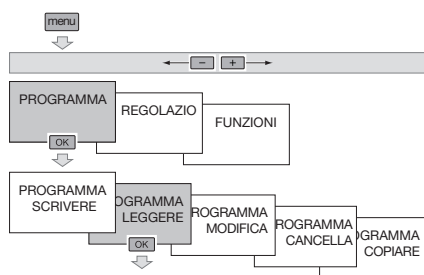 menu
- +
PROGRAMMA
REGOLAZIO
FUNZIONI
OK
PROGRAMMA
SCRIVERE
OGRAMMA
LEGGERE
ROGRAMMA
MODIFICA
ROGRAMMA
CANCELLA
OGRAMMA
COPIARE
OK